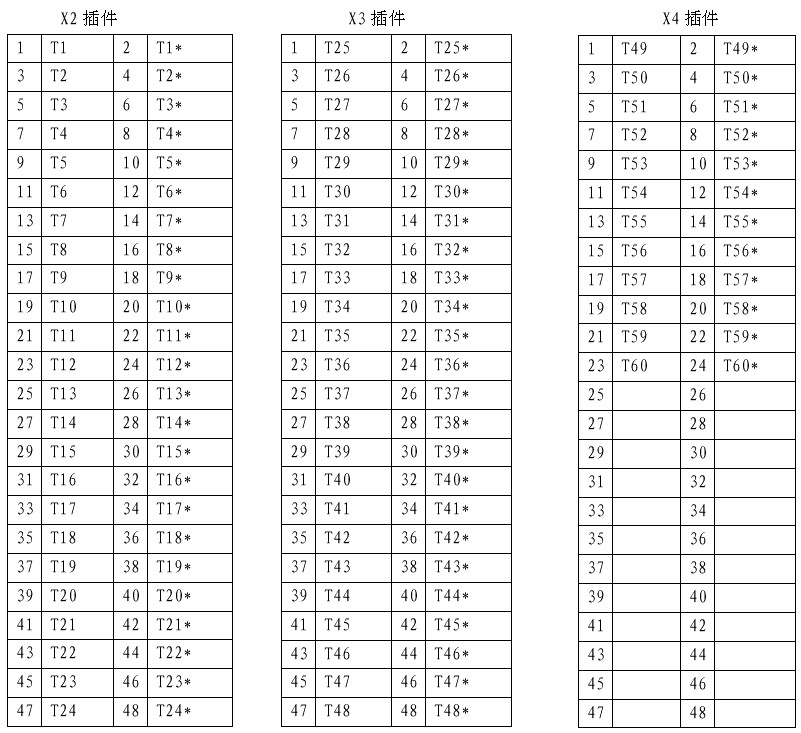 X2 插件 X3 插件 X4 插件
1 T1 2 T1* 1 T25 2 T25* 1 T49 2 T49*
3 T2 4 T2* 3 T26 4 T26* 3 T50 4 T50*
5 T3 6 T3* 5 T27 6 T27* 5 T51 6 T51*
7 T4 8 T4* 7 T28 8 T28* 7 T52 8 T52*
9 T5 10 T5* 9 T29 10 T29* 9 T53 10 T53*
11 T6 12 T6* 11 T30 12 T30* 11 T54 12 T54*
13 T7 14 T7* 13 T31 14 T31* 13 T55 14 T55*
15 T8 16 T8* 15 T32 16 T32* 15 T56 16 T56*
17 T9 18 T9* 17 T33 18 T33* 17 T57 18 T57*
19 T10 20 T10* 19 T34 20 T34* 19 T58 20 T58*
21 T11 22 T11* 21 T35 22 T35* 21 T59 22 T59*
23 T12 24 T12* 23 T36 24 T36* 23 T60 24 T60*
25 T13 26 T13* 25 T37 26 T37* 25 26
27 T14 28 T14* 27 T38 28 T38* 27 28
29 T15 30 T15* 29 T39 30 T39* 29 30
31 T16 32 T16* 31 T40 32 T40* 31 32
33 T17 34 T17* 33 T41 34 T41* 33 34
35 T18 36 T18* 35 T42 36 T42* 35 36
37 T19 38 T19* 37 T43 38 T43* 37 38
39 T20 40 T20* 39 T44 40 T44* 39 40
41 T21 42 T21* 41 T45 42 T45* 41 42
43 T22 44 T22* 43 T46 44 T46* 43 44
45 T23 46 T23* 45 T47 46 T47* 45 46
47 T24 48 T24* 47 T48 48 T48* 47 48